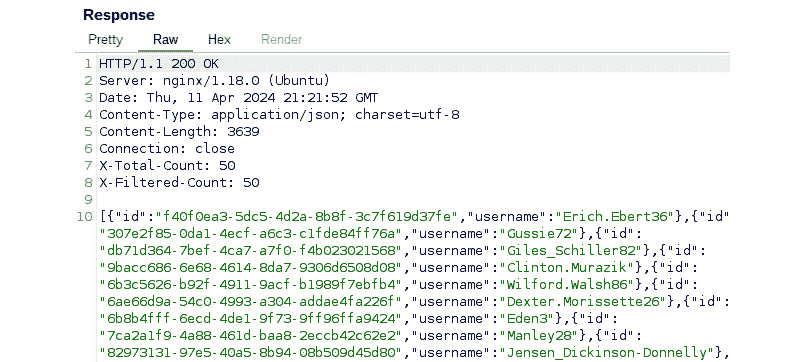 Response
Pretty Raw Hex Render
1 HTTP/1.1 200 OK
2 Server: nginx/1.18.0 (Ubuntu)
3 Date: Thu, 11 Apr 2024 21:21:52 GMT
4 Content-Type: application/json; charset=utf-8
5 Content-Length: 3639
6 Connection: close
7 X-Total-Count: 50
8 X-Filtered-Count: 50
9
10 [{"id":"f40f0ea3-5dc5-4d2a-8b8f-3c7f619d37fe","username":"Erich.Ebert36"},{"id"
"307e2f85-0da1-4ecf-a6c3-c1fde84ff76a","username":"Gussie72"},{"id":
"db71d364-7bef-4ca7-a7f0-f4b023021568","username":"Giles_Schiller82"},{"id":
"9bacc686-6e68-4614-8da7-9306d6508d08","username":"Clinton.Murazik"},{"id":
"6b3c5626-b92f-4911-9acf-b1989f7ebfb4","username":"Wilford.Walsh86"},{"id":
"6ae66d9a-54c0-4993-a304-addae4fa226f","username":"Dexter.Morissette26"},{"id":
"6b8b4fff-6ecd-4de1-9f73-9ff96ffa9424","username":"Eden3"},{"id":
"7ca2a1f9-4a88-461d-baa8-2eccb42c62e2","username":"Manley28"},{"id":
"82973131-97e5-40a5-8b94-08b509d45d80","username":"Jensen_Dickinson-Donnelly"},